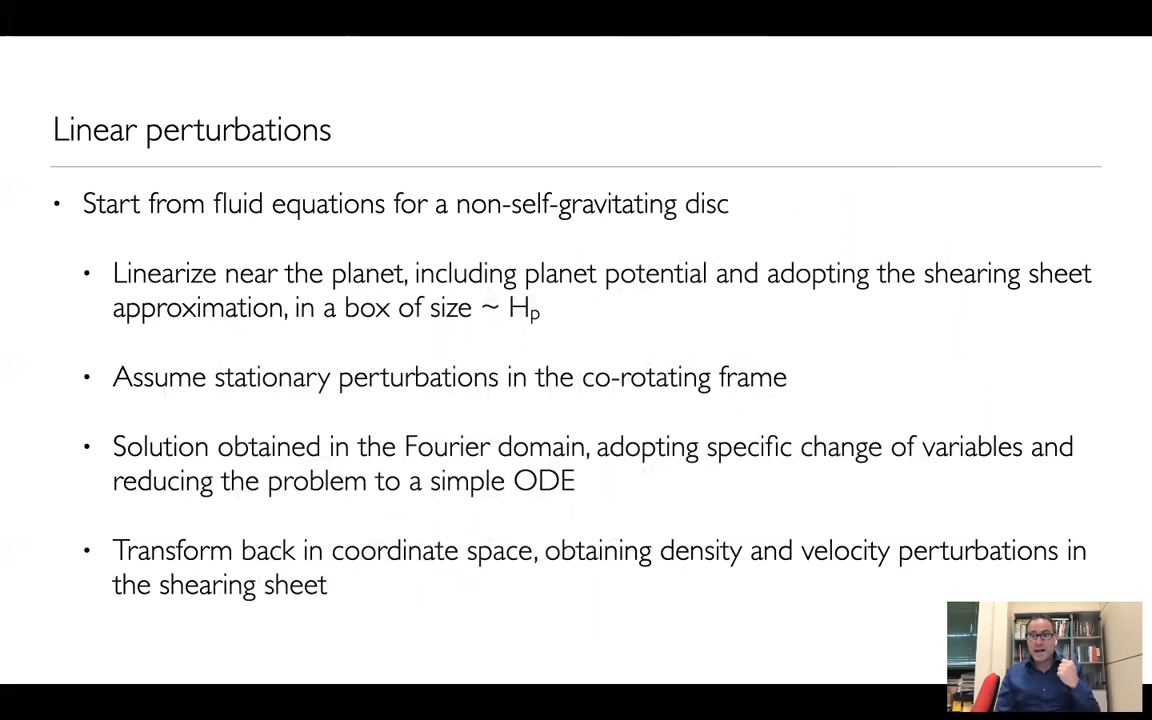 Linear perturbations
• Start from fluid equations for a non-self-gravitating disc
• Linearize near the planet, including planet potential and adopting the shearing sheet
approximation, in a box of size ~ Hp
• Assume stationary perturbations in the co-rotating frame
• Solution obtained in the Fourier domain, adopting specific change of variables and
reducing the problem to a simple ODE
• Transform back in coordinate space, obtaining density and velocity perturbations in
the shearing sheet